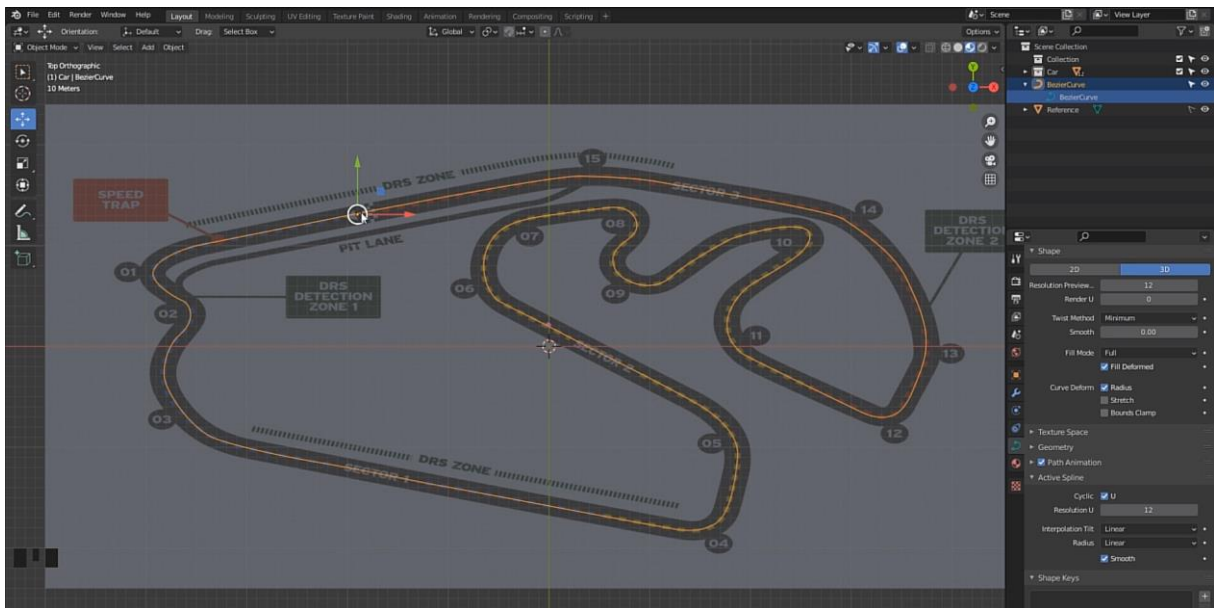 File Edit Render Window Help Layout Modeling Sculpting UV Editing Texture Paint Shading Animation Rendering Compositing Scripting + Scene View Layer
Orientation: Default Drag: Select Box Global Options
Object Mode View Select Add Object
Top Orthographic
(1) Car | BezierCurve
10 Meters
Y
Z
X
Scene Collection
Collection
Car
BezierCurve
BezierCurve
Reference
SPEED
TRAP
DRS ZONE
15
SECTOR 3
14
DRS
DETECTIO
ZONE 2
PIT LANE
01
02
DRS
DETECTION
ZONE 1
06
07
08
09
10
11
SECTOR 2
13
12
03
05
DRS ZONE
SECTOR 1
04
Shape
2D 3D
Resolution Preview... 12
Render U 0
Twist Method Minimum
Smooth 0.00
Fill Mode Full
Fill Deformed
Curve Deform Radius
Stretch
Bounds Clamp
Texture Space
Geometry
Path Animation
Active Spline
Cyclic U
Resolution U 12
Interpolation Tilt Linear
Radius Linear
Smooth
Shape Keys